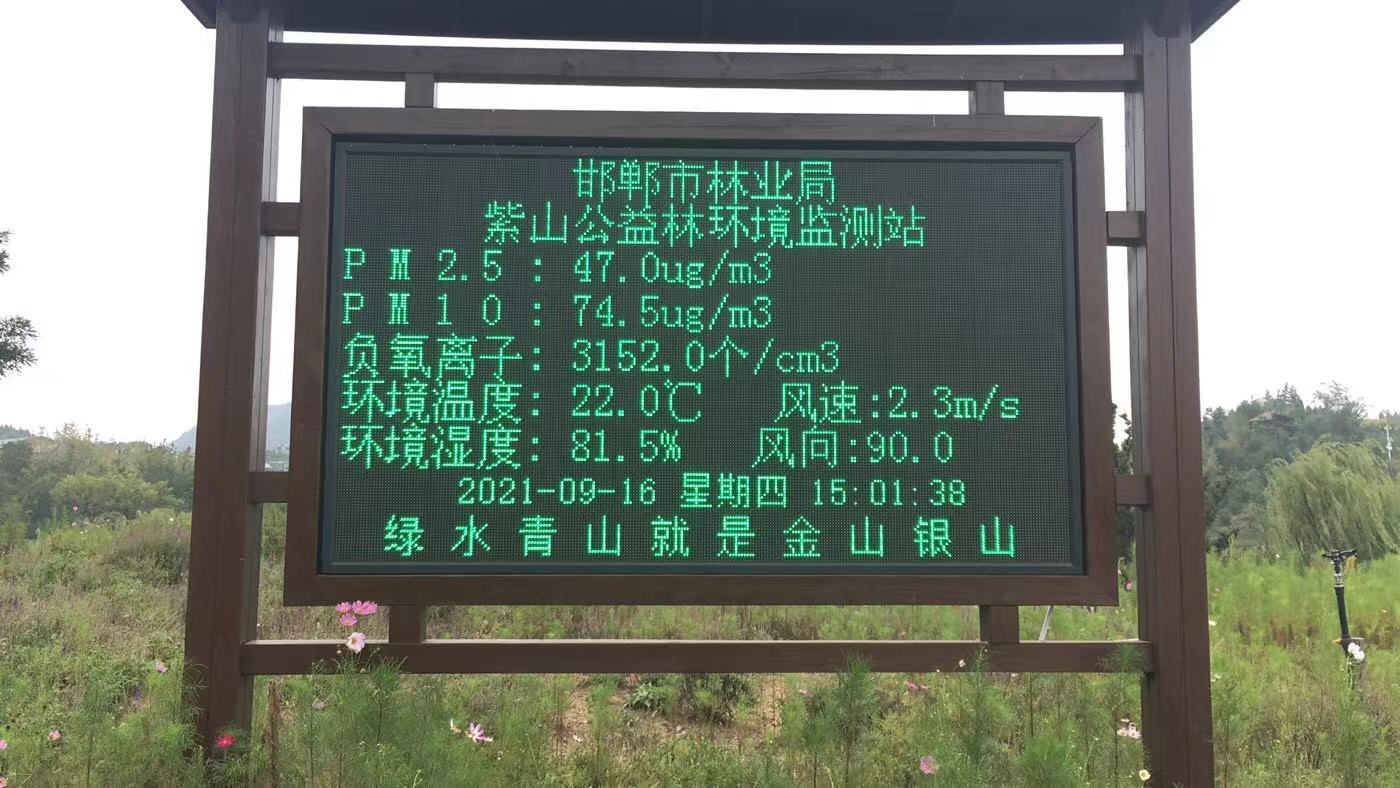 邯郸市林业局
紫山公益林环境监测站
PM2.5: 47.0ug/m3
PM10: 74.5ug/m3
负氧离子: 3152.0个/cm3
环境温度: 22.0℃ 风速:2.3m/s
环境湿度: 81.5% 风向:90.0
2021-09-16 星期四 15:01:38
绿水青山就是金山银山